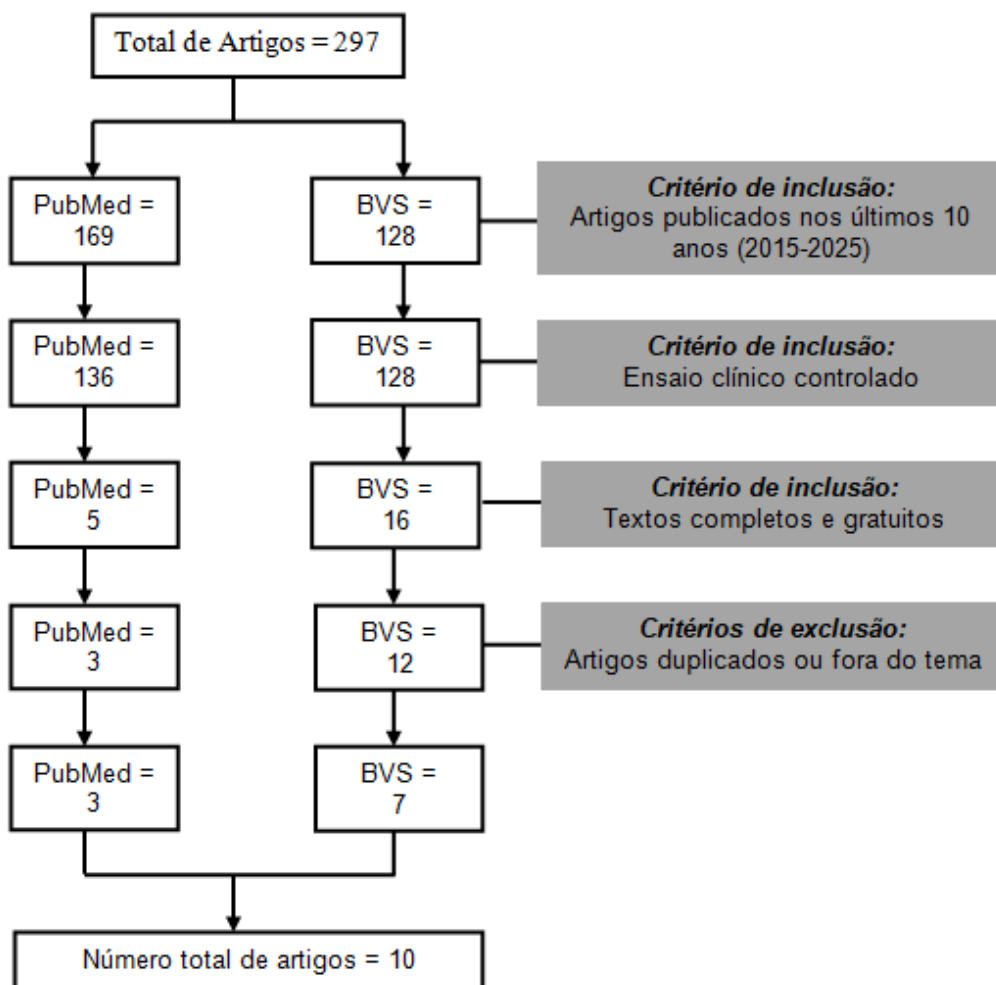 Total de Artigos = 297
PubMed =
169
BVS =
128
Critério de inclusão:
Artigos publicados nos últimos 10
anos (2015-2025)
PubMed =
136
BVS =
128
Critério de inclusão:
Ensaio clínico controlado
PubMed =
5
BVS =
16
Critério de inclusão:
Textos completos e gratuitos
PubMed =
3
BVS =
12
Critérios de exclusão:
Artigos duplicados ou fora do tema
PubMed =
3
BVS =
7
Número total de artigos = 10